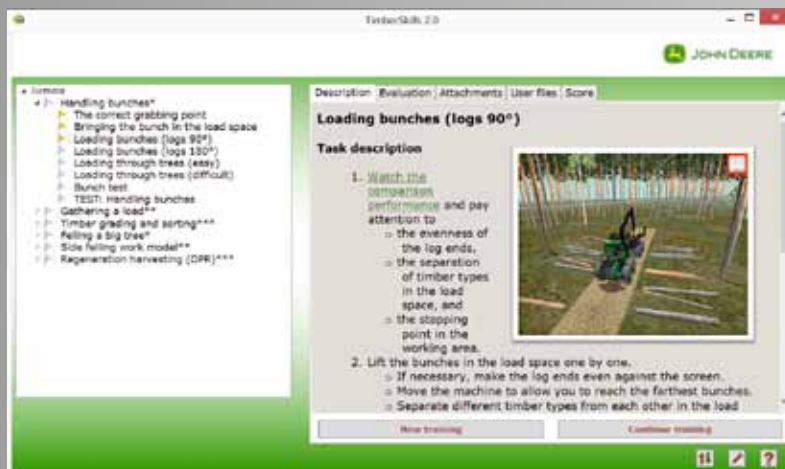 TimberSkills 2.0
JOHN DEERE
Handling bunches*
The correct grabbing point
Bringing the bunch in the load space
Loading bunches (logs 90°)
Loading bunches (logs 180°)
Loading through trees (easy)
Loading through trees (difficult)
Bunch test
TEST: Handling bunches
Gathering a load**
Timber grading and sorting***
Felling a big tree*
Side felling work model**
Regeneration harvesting (DPR)***
Description Evaluation Attachments User files Score
Loading bunches (logs 90°)
Task description
1. Watch the
comparison
performance and pay
attention to
o the evenness of
the log ends,
o the separation
of timber types
in the load
space, and
o the stopping
point in the
working area.
2. Lift the bunches in the load space one by one.
o If necessary, make the log ends even against the screen.
o Move the machine to allow you to reach the farthest bunches.
o Separate different timber types from each other in the load
New training
Continue training
?